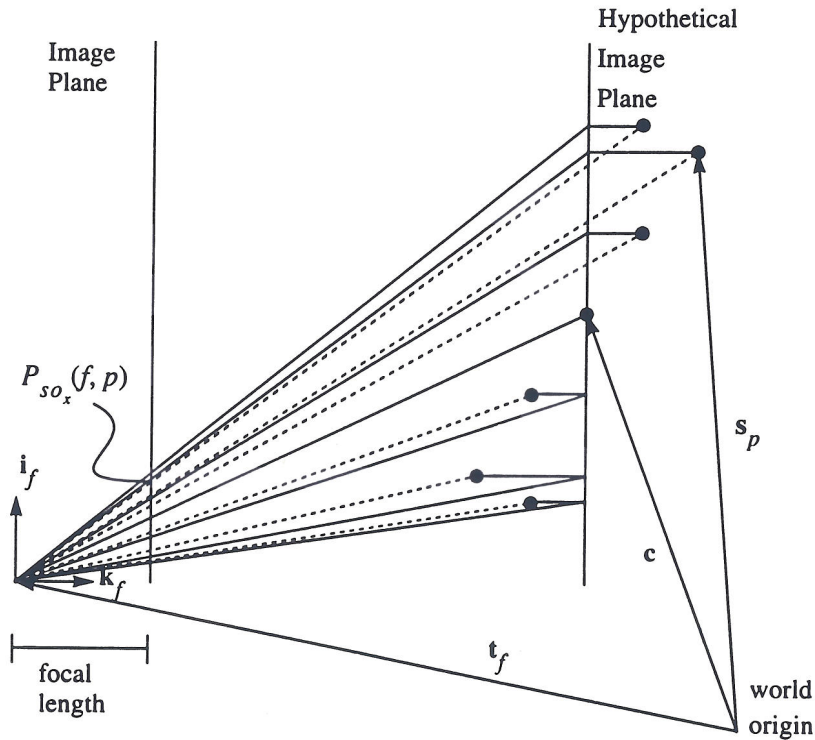 Hypothetical
Image
Plane
Image
Plane
P_{so_x}(f, p)
i_f
k_f
s_p
c
t_f
focal
length
world
origin